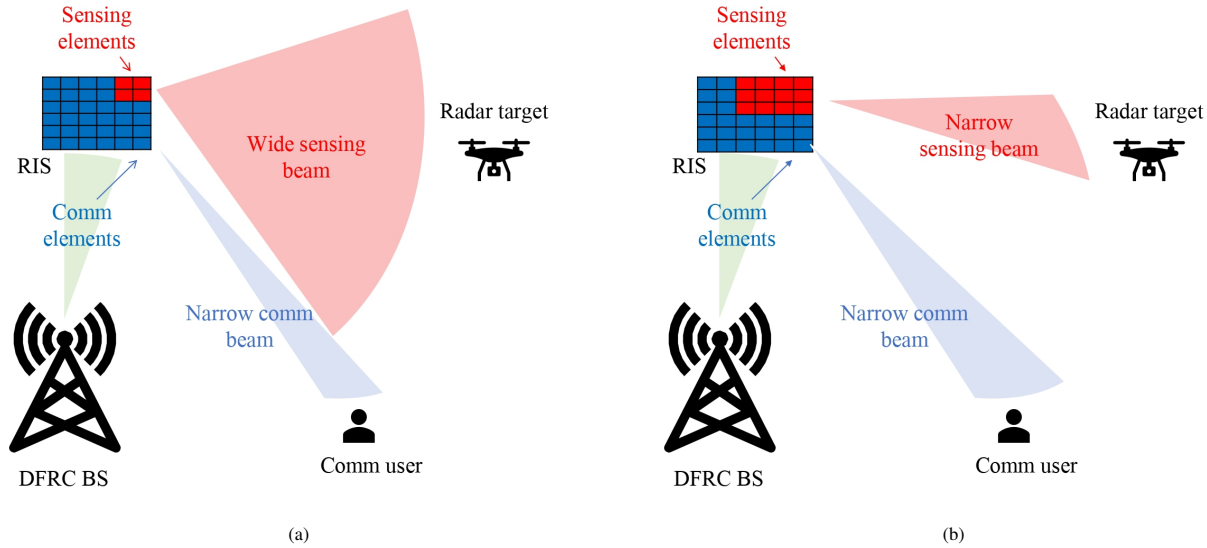 Sensing
elements
RIS
Wide sensing
beam
Radar target
Comm
elements
Narrow comm
beam
DFRC BS
Comm user
(a)
Sensing
elements
RIS
Narrow
sensing beam
Radar target
Comm
elements
Narrow comm
beam
DFRC BS
Comm user
(b)